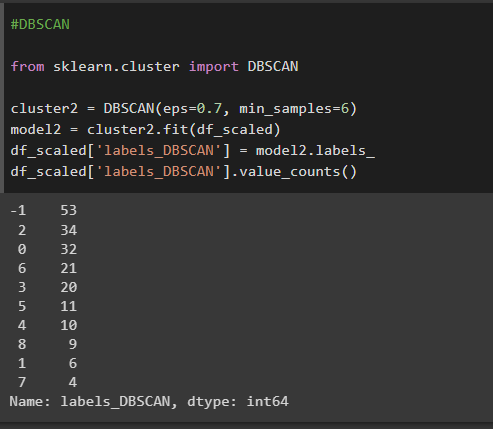 #DBSCAN
from sklearn.cluster import DBSCAN
cluster2 = DBSCAN(eps=0.7, min_samples=6)
model2 = cluster2.fit(df_scaled)
df_scaled['labels_DBSCAN'] = model2.labels_
df_scaled['labels_DBSCAN'].value_counts()
-1    53
 2    34
 0    32
 6    21
 3    20
 5    11
 4    10
 8     9
 1     6
 7     4
Name: labels_DBSCAN, dtype: int64